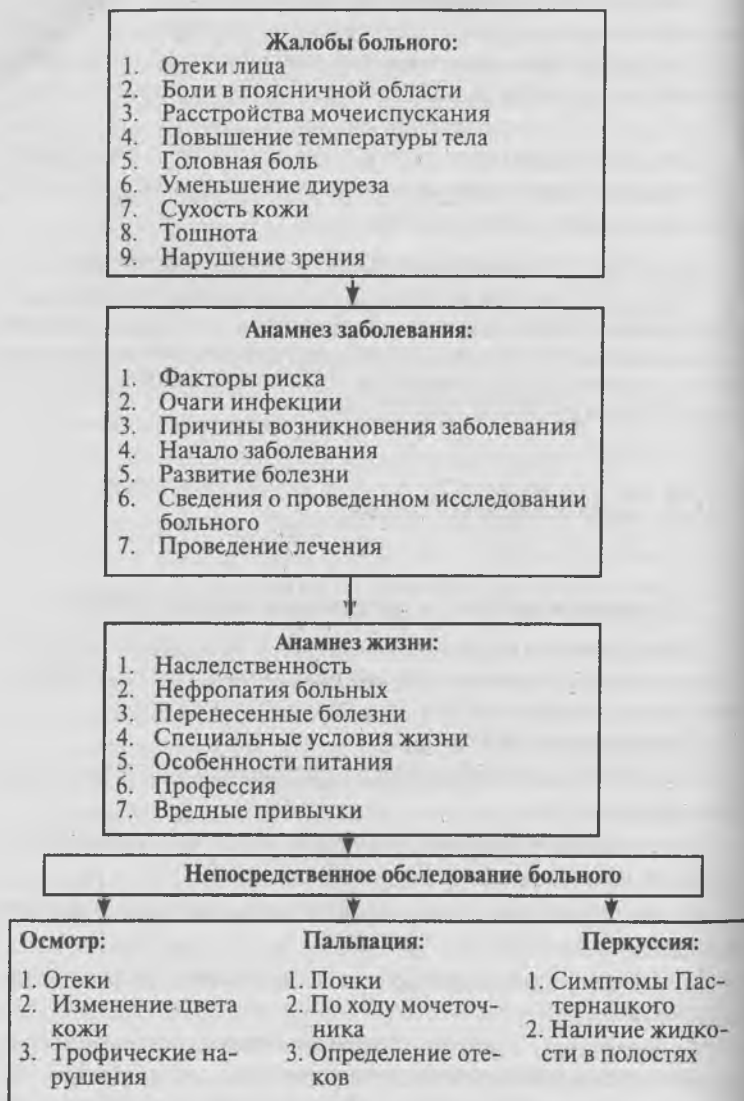 Жалобы больного:
1. Отеки лица
2. Боли в поясничной области
3. Расстройства мочеиспускания
4. Повышение температуры тела
5. Головная боль
6. Уменьшение диуреза
7. Сухость кожи
8. Тошнота
9. Нарушение зрения
Анамнез заболевания:
1. Факторы риска
2. Очаги инфекции
3. Причины возникновения заболевания
4. Начало заболевания
5. Развитие болезни
6. Сведения о проведенном исследовании
больного
7. Проведение лечения
Анамнез жизни:
1. Наследственность
2. Нефропатия больных
3. Перенесенные болезни
4. Специальные условия жизни
5. Особенности питания
6. Профессия
7. Вредные привычки
Непосредственное обследование больного
Осмотр:
1. Отеки
2. Изменение цвета
кожи
3. Трофические на-
рушения
Пальпация:
1. Почки
2. По ходу мочеточ-
ника
3. Определение оте-
ков
Перкуссия:
1. Симптомы Пас-
тернацкого
2. Наличие жидко-
сти в полостях